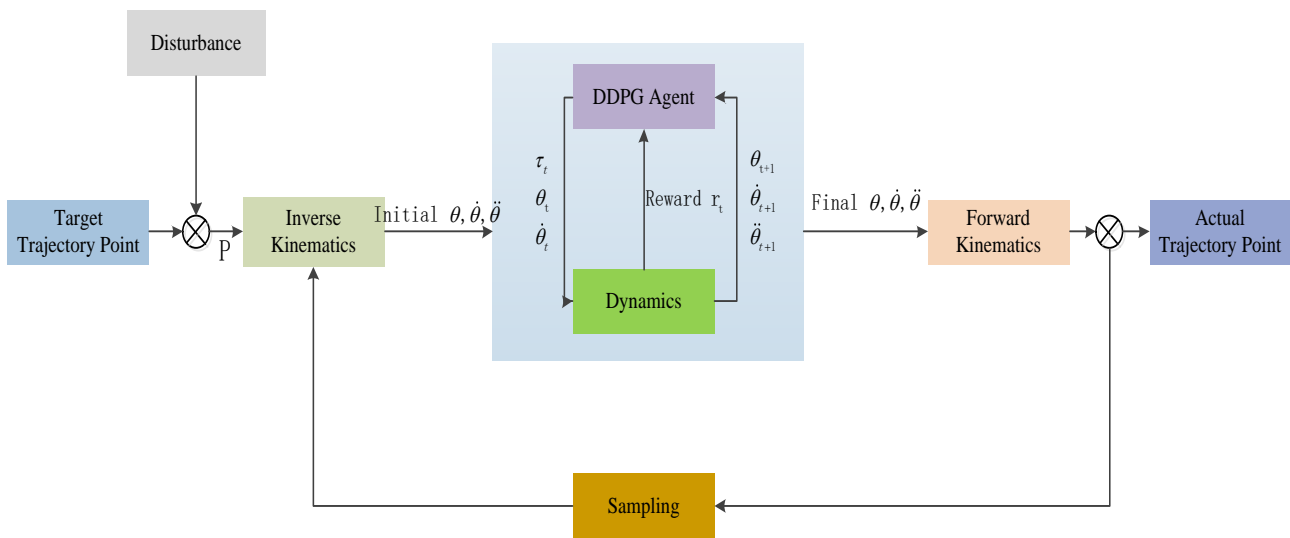 Disturbance
Target
Trajectory Point
P
Inverse
Kinematics
Initial θ, θ̇, θ̈
DDPG Agent
τₜ
θₜ
θ̇ₜ
Reward rₜ
θₜ₊₁
θ̇ₜ₊₁
θ̈ₜ₊₁
Dynamics
Final θ, θ̇, θ̈
Forward
Kinematics
Actual
Trajectory Point
Sampling